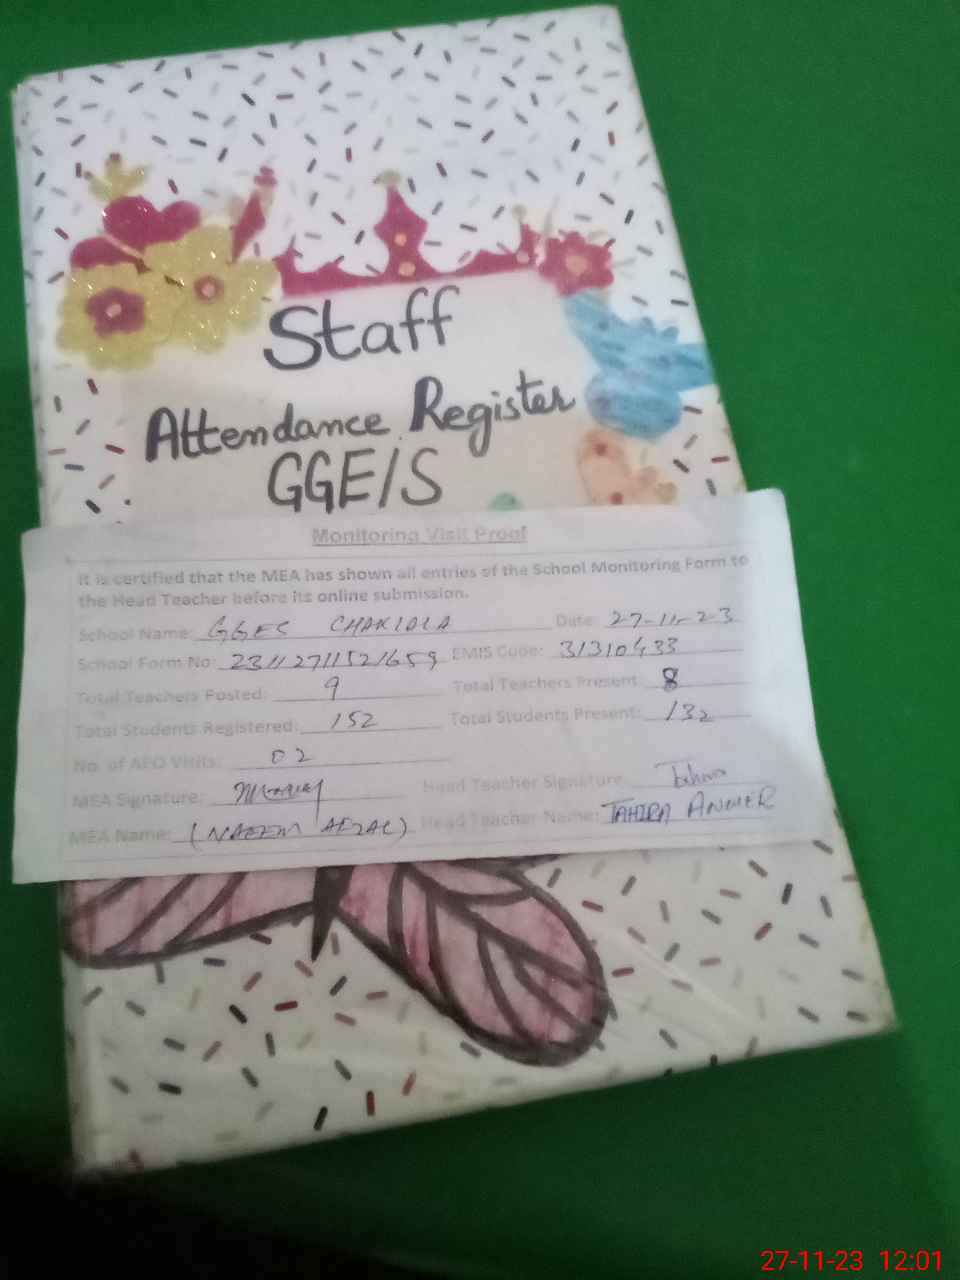 Staff
Attendance Register
GGE/S
Monitoring Visit Proof
It is certified that the MEA has shown all entries of the School Monitoring Form to
the Head Teacher before its online submission.
School Name: GGES CHAKLALA Date: 27-11-23
School Form No: 23112711521659 EMIS Code: 31310433
Total Teachers Posted: 9 Total Teachers Present: 8
Total Students Registered: 152 Total Students Present: 132
No. of AEO Visits: 02
MEA Signature: Head Teacher Signature: Tahira
MEA Name: (NAEEM AFZAL) Head Teacher Name: TAHIRA
27-11-23 12:01